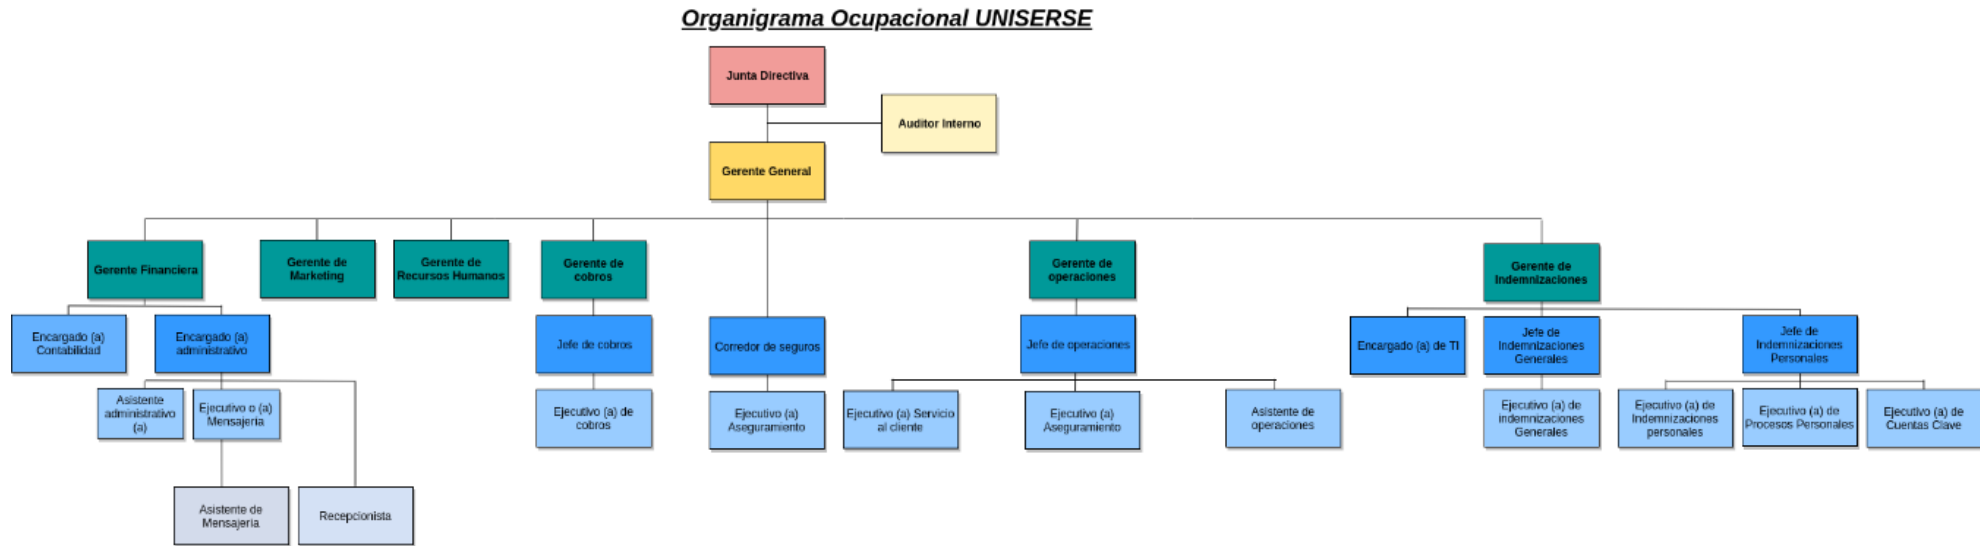 Organigrama Ocupacional UNISERSE
Junta Directiva
Auditor Interno
Gerente General
Gerente Financiera
Gerente de
Marketing
Gerente de
Recursos Humanos
Gerente de
cobros
Gerente de
operaciones
Gerente de
Indemnizaciones
Encargado (a)
Contabilidad
Encargado (a)
administrativo
Jefe de cobros
Corredor de seguros
Jefe de operaciones
Encargado (a) de TI
Jefe de
Indemnizaciones
Generales
Jefe de
Indemnizaciones
Personales
Asistente
administrativo
(a)
Ejecutivo o (a)
Mensajería
Ejecutivo (a) de
cobros
Ejecutivo (a)
Aseguramiento
Ejecutivo (a) Servicio
al cliente
Ejecutivo (a)
Aseguramiento
Asistente de
operaciones
Ejecutivo (a) de
indemnizaciones
Generales
Ejecutivo (a) de
Indemnizaciones
personales
Ejecutivo (a) de
Procesos Personales
Ejecutivo (a) de
Cuentas Clave
Asistente de
Mensajería
Recepcionista